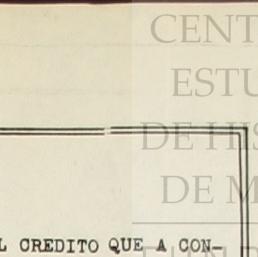 CENT
ESTU
DE HIS
DE M
L CREDITO QUE A CON-